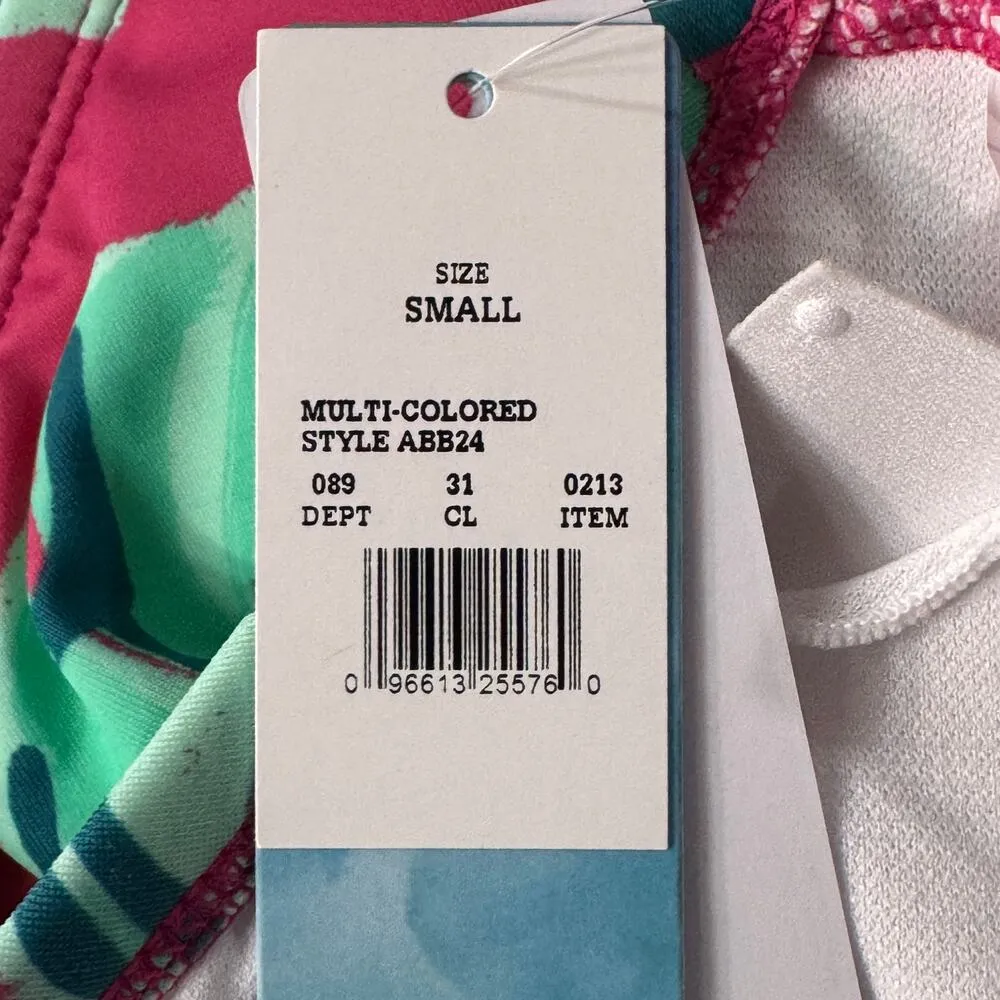 SIZE
SMALL
MULTI-COLORED
STYLE ABB24
089 31 0213
DEPT CL ITEM
0 96613 25576 0